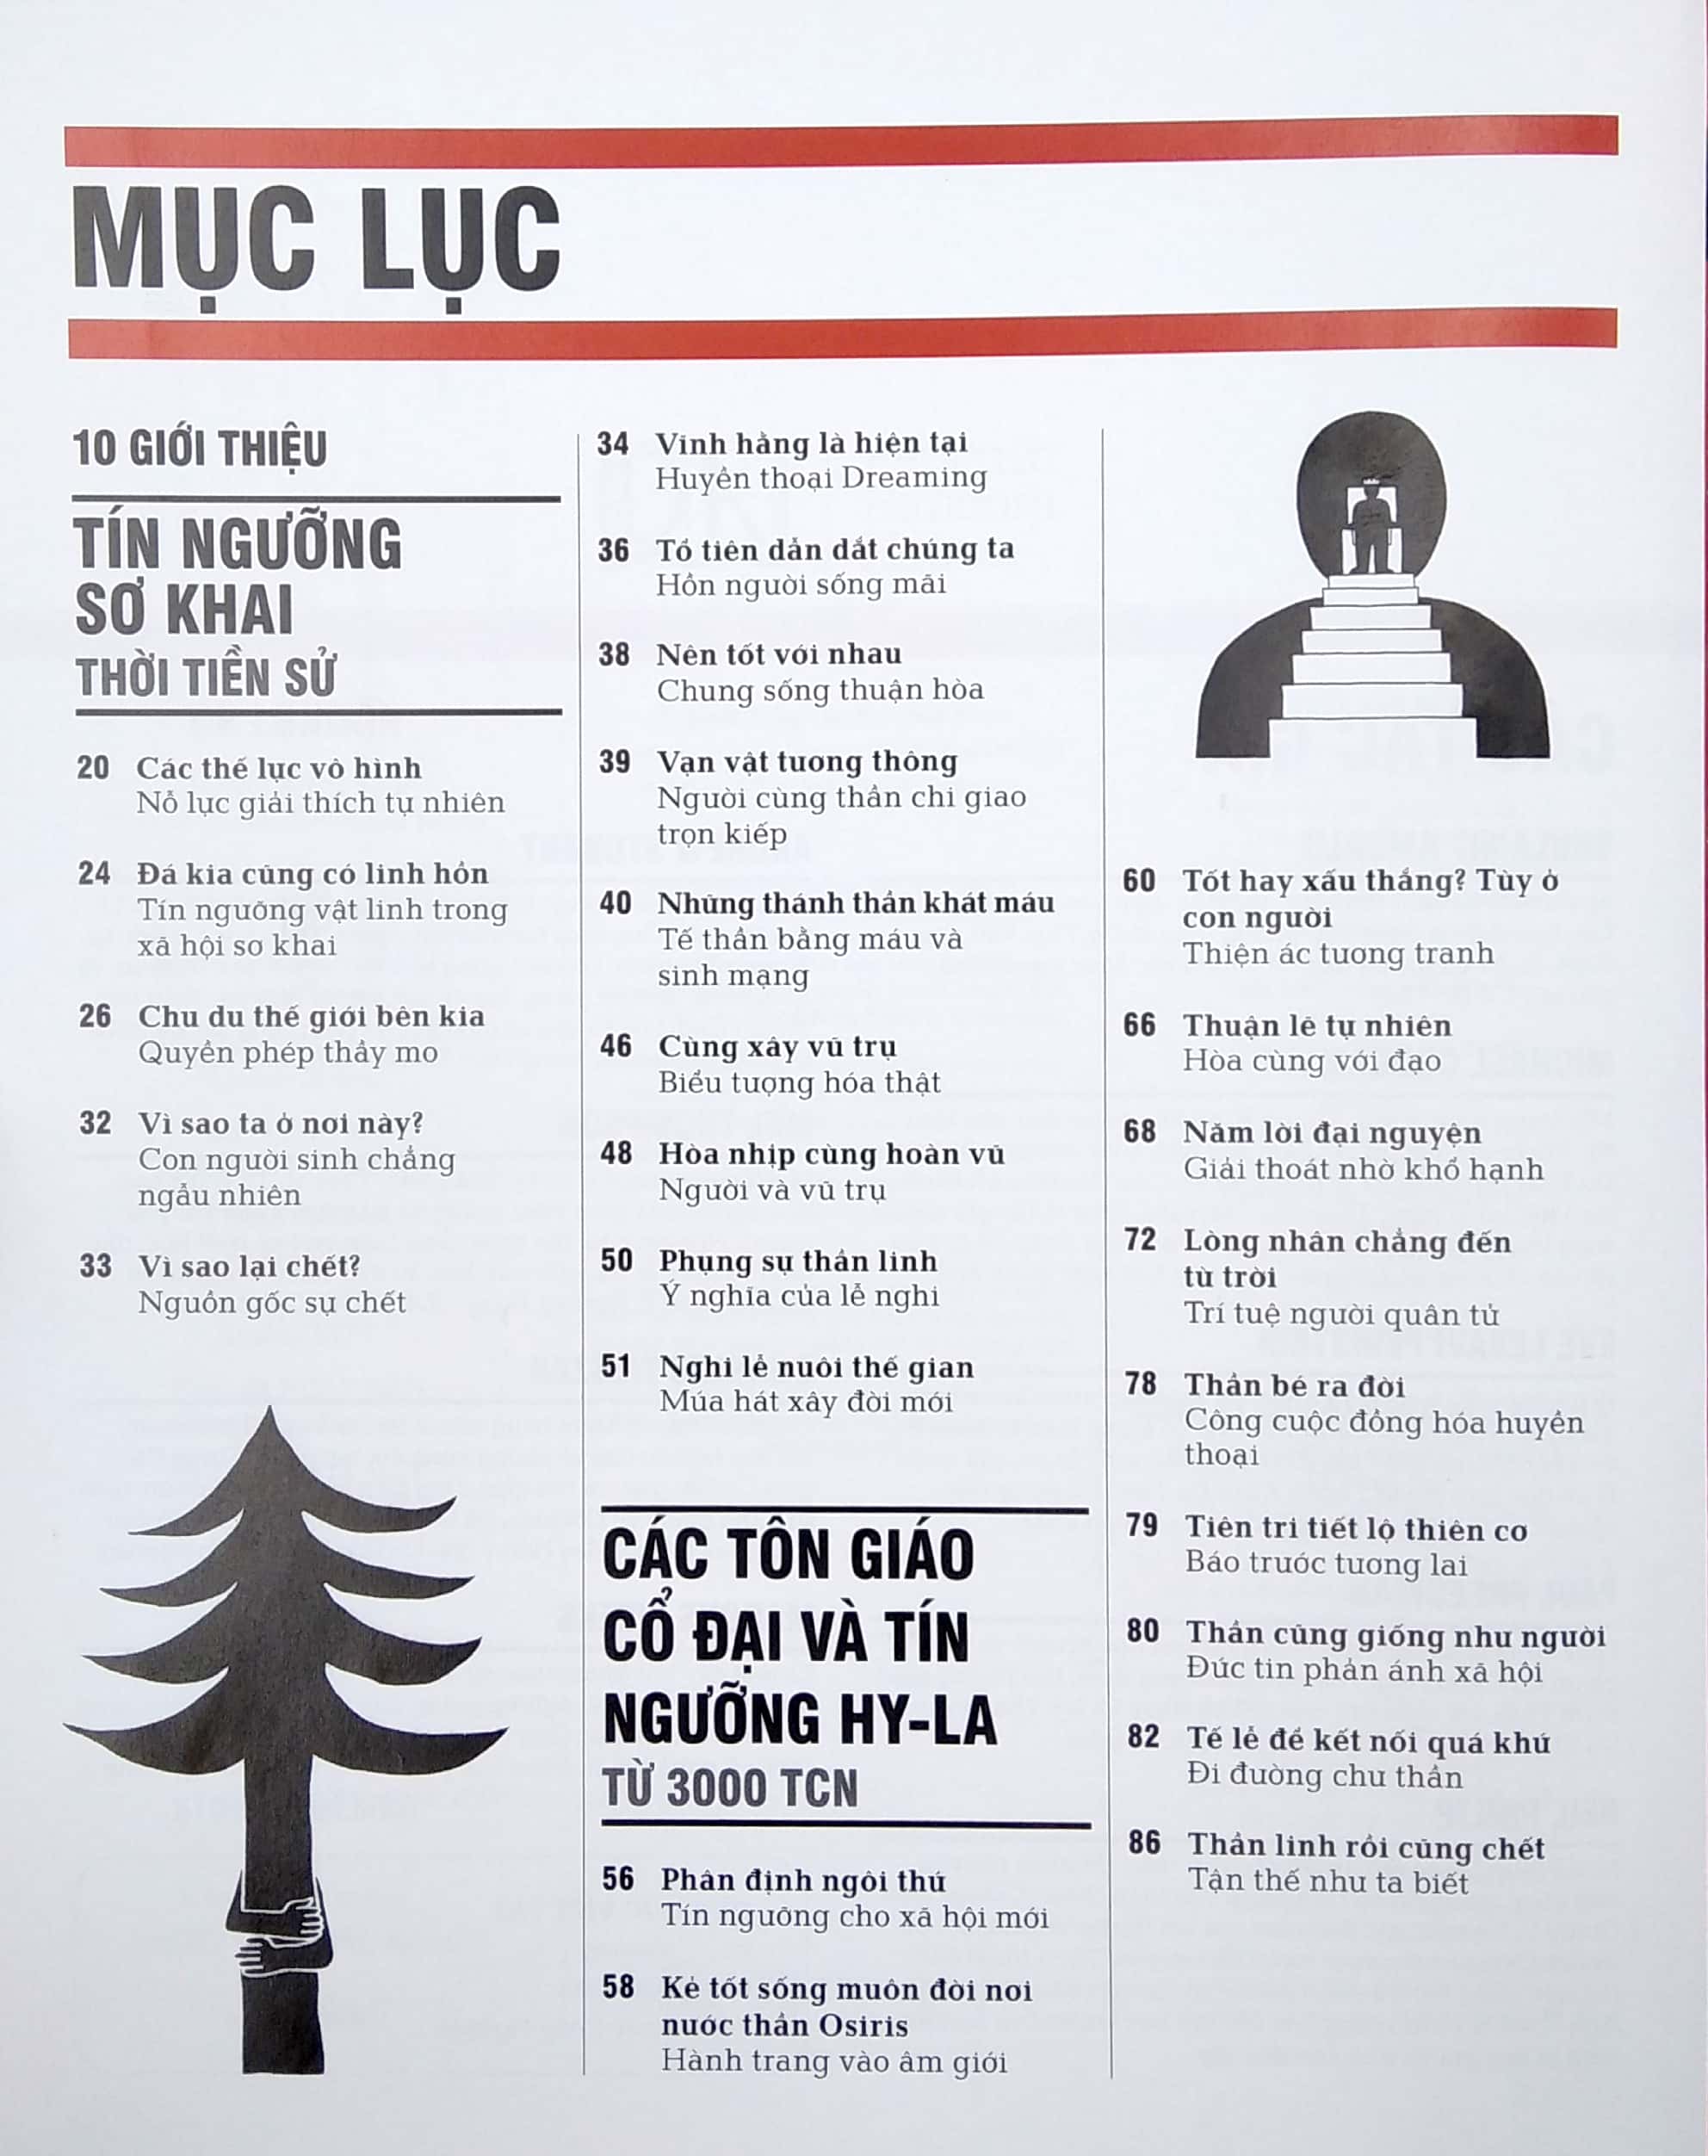 MỤC LỤC
10 GIỚI THIỆU
TÍN NGƯỠNG
SƠ KHAI
THỜI TIỀN SỬ
20 Các thế lực vô hình
Nỗ lực giải thích tự nhiên
24 Đá kia cũng có linh hồn
Tín ngưỡng vật linh trong
xã hội sơ khai
26 Chu du thế giới bên kia
Quyền phép thầy mo
32 Vì sao ta ở nơi này?
Con người sinh chẳng
ngẫu nhiên
33 Vì sao lại chết?
Nguồn gốc sự chết
34 Vĩnh hằng là hiện tại
Huyền thoại Dreaming
36 Tổ tiên dẫn dắt chúng ta
Hồn người sống mãi
38 Nên tốt với nhau
Chung sống thuận hòa
39 Vạn vật tương thông
Người cùng thần chi giao
trọn kiếp
40 Những thánh thần khát máu
Tế thần bằng máu và
sinh mạng
46 Cùng xây vũ trụ
Biểu tượng hóa thật
48 Hòa nhịp cùng hoàn vũ
Người và vũ trụ
50 Phụng sự thần linh
Ý nghĩa của lễ nghi
51 Nghi lễ nuôi thế gian
Múa hát xây đời mới
CÁC TÔN GIÁO
CỔ ĐẠI VÀ TÍN
NGƯỠNG HY-LA
TỪ 3000 TCN
56 Phân định ngôi thứ
Tín ngưỡng cho xã hội mới
58 Kẻ tốt sống muôn đời nơi
nước thần Osiris
Hành trang vào âm giới
60 Tốt hay xấu thắng? Tùy ở
con người
Thiện ác tương tranh
66 Thuận lẽ tự nhiên
Hòa cùng với đạo
68 Năm lời đại nguyện
Giải thoát nhờ khổ hạnh
72 Lòng nhân chẳng đến
từ trời
Trí tuệ người quân tử
78 Thần bé ra đời
Công cuộc đồng hóa huyền
thoại
79 Tiên tri tiết lộ thiên cơ
Báo trước tương lai
80 Thần cũng giống như người
Đức tin phản ánh xã hội
82 Tế lễ để kết nối quá khứ
Đi đường chư thần
86 Thần linh rồi cũng chết
Tận thế như ta biết